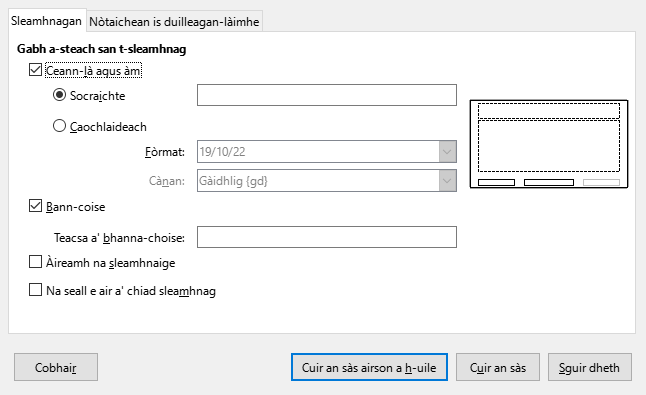 Sleamhnagan Nòtaichean is duilleagan-làimhe
Gabh a-steach san t-sleamhnag
Ceann-là agus àm
Socraichte
Caochlaideach
Fòrmat: 19/10/22
Cànan: Gàidhlig {gd}
Bann-coise
Teacsa a' bhanna-choise:
Àireamh na sleamhnaige
Na seall e air a' chiad sleamhnag
Cobhair Cuir an sàs airson a h-uile Cuir an sàs Sguir dheth